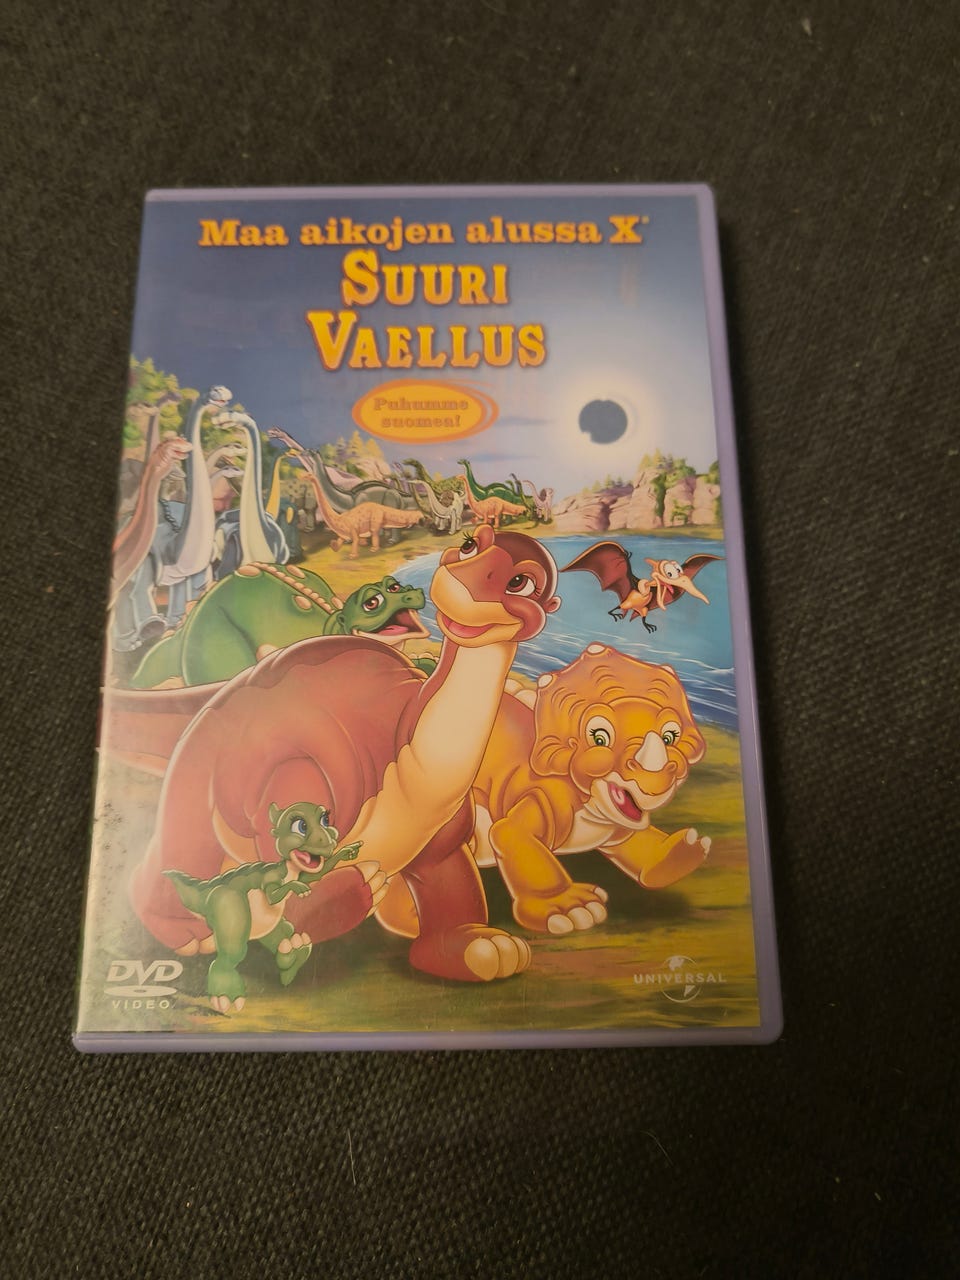 Maa aikojen alussa X
SUURI
VAELLUS
Puhumme
suomea!
DVD
VIDEO
UNIVERSAL